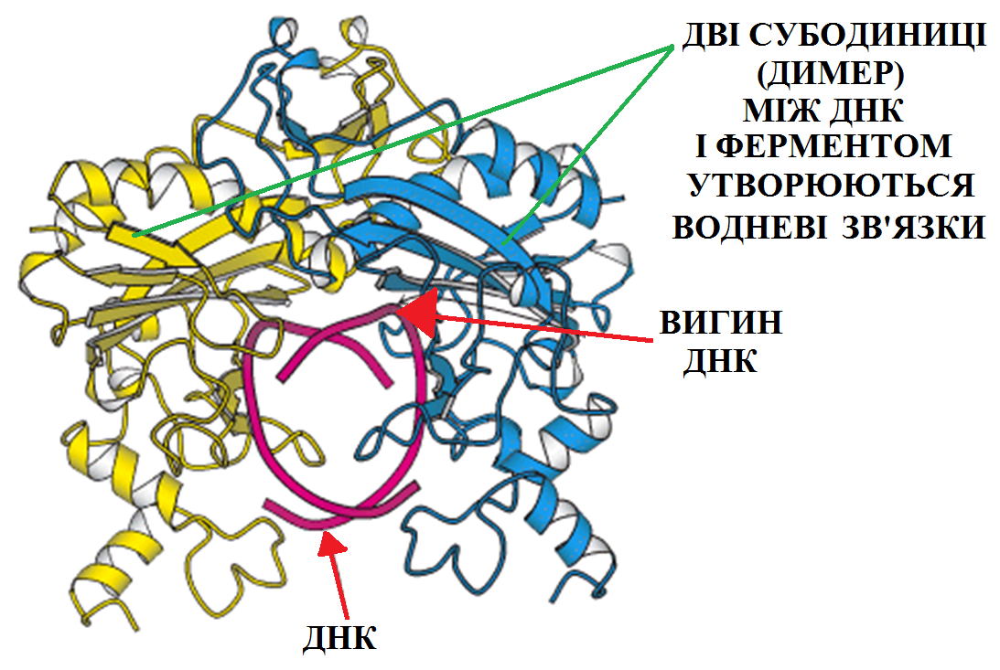 ДВІ СУБОДИНИЦІ
(ДИМЕР)
МІЖ ДНК
І ФЕРМЕНТОМ
УТВОРЮЮТЬСЯ
ВОДНЕВІ ЗВ'ЯЗКИ
ВИГИН
ДНК
ДНК